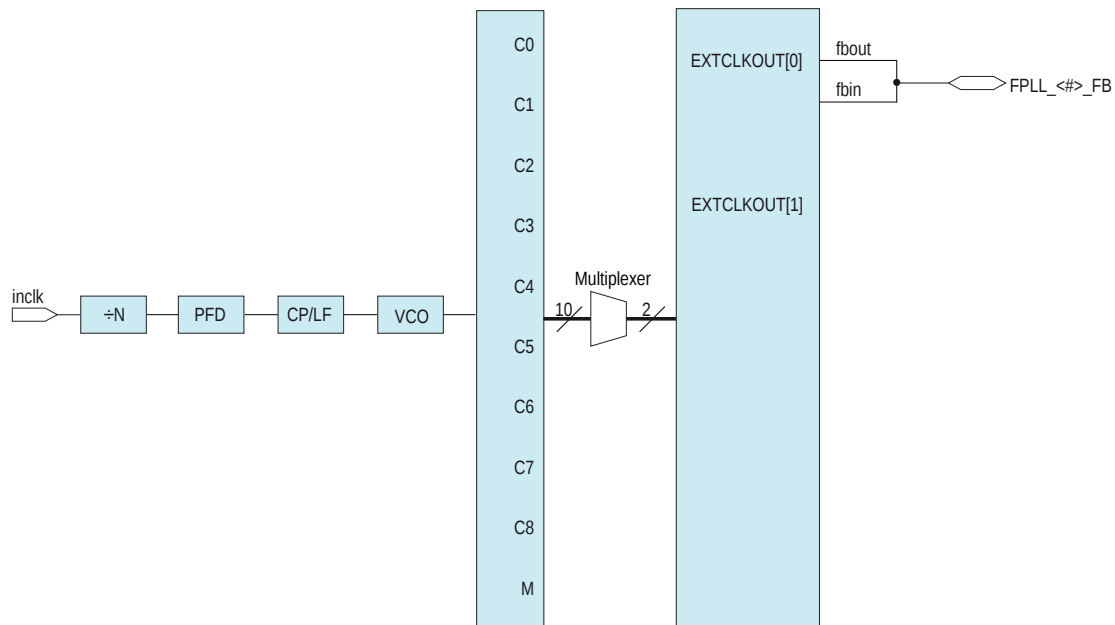 inclk
÷N
PFD
CP/LF
VCO
C0
C1
C2
C3
C4
C5
C6
C7
C8
M
Multiplexer
10
2
EXTCLKOUT[0]
EXTCLKOUT[1]
fbout
fbin
FPLL_<#>_FB